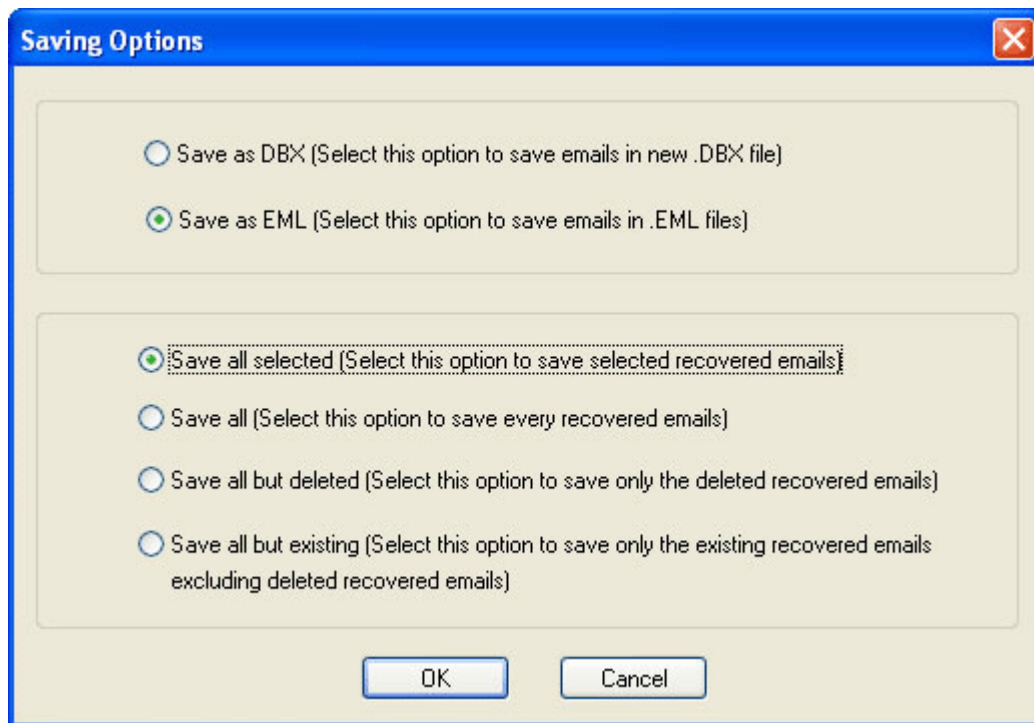 Saving Options
Save as DBX (Select this option to save emails in new .DBX file)
Save as EML (Select this option to save emails in .EML files)
Save all selected (Select this option to save selected recovered emails)
Save all (Select this option to save every recovered emails)
Save all but deleted (Select this option to save only the deleted recovered emails)
Save all but existing (Select this option to save only the existing recovered emails
excluding deleted recovered emails)
OK Cancel